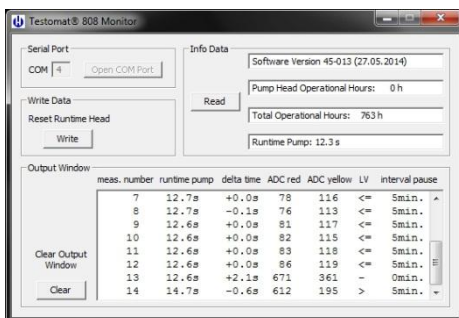 Testomat® 808 Monitor
Serial Port
COM 4 Open COM Port
Write Data
Reset Runtime Head
Write
Info Data
Read
Software Version 45-013 (27.05.2014)
Pump Head Operational Hours: 0 h
Total Operational Hours: 763 h
Runtime Pump: 12.3 s
Output Window
meas. number runtime pump delta time ADC red ADC yellow LV interval pause
7 12.7s +0.0s 78 116 <= 5min.
8 12.7s -0.1s 76 113 <= 5min.
9 12.6s +0.0s 81 117 <= 5min.
10 12.6s +0.0s 82 115 <= 5min.
11 12.6s +0.0s 83 118 <= 5min.
12 12.6s +0.0s 86 119 <= 5min.
13 12.6s +2.1s 671 361 - 0min.
14 14.7s -0.6s 612 195 > 5min.
Clear Output
Window
Clear